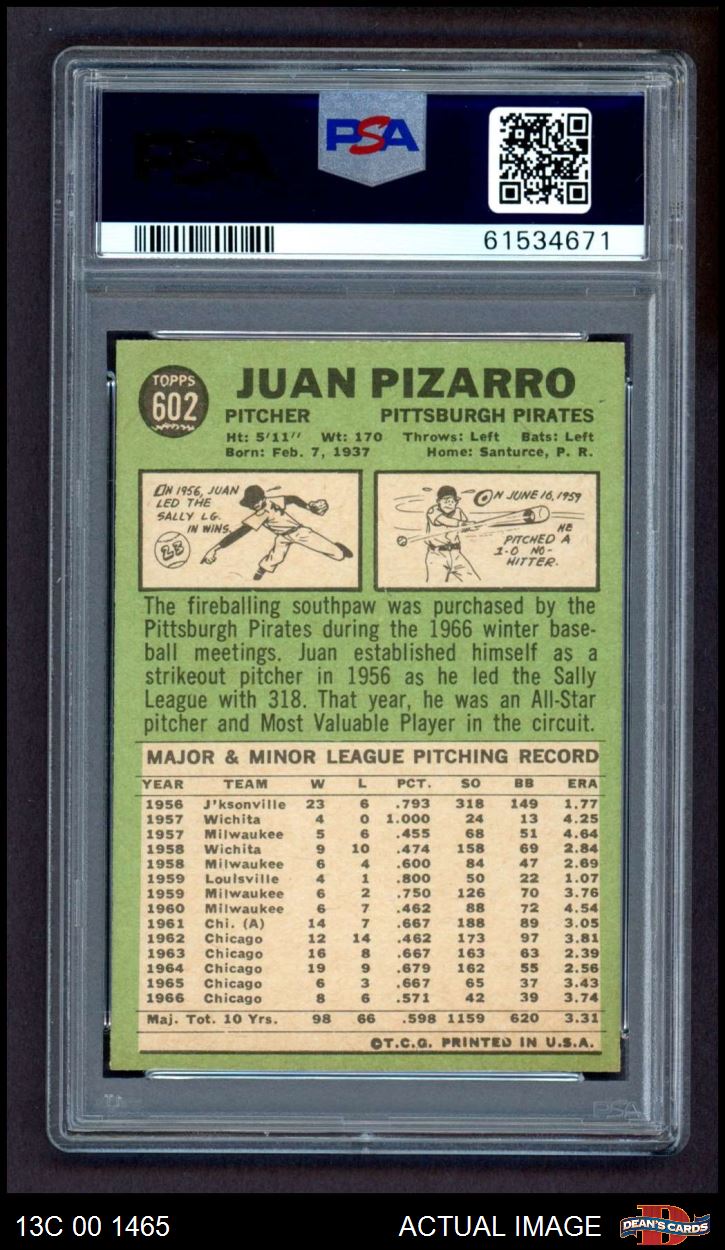 PSA
PSA
61534671
TOPPS
602
JUAN PIZARRO
PITCHER PITTSBURGH PIRATES
Ht: 5'11" Wt: 170 Throws: Left Bats: Left
Born: Feb. 7, 1937 Home: Santurce, P. R.
IN 1956, JUAN
LED THE
SALLY LG.
IN WINS.
23
ON JUNE 16, 1959
HE
PITCHED A
1-0 NO-
HITTER.
The fireballing southpaw was purchased by the
Pittsburgh Pirates during the 1966 winter base-
ball meetings. Juan established himself as a
strikeout pitcher in 1956 as he led the Sally
League with 318. That year, he was an All-Star
pitcher and Most Valuable Player in the circuit.
MAJOR & MINOR LEAGUE PITCHING RECORD
YEAR TEAM W L PCT. SO BB ERA
1956 J'ksonville 23 6 .793 318 149 1.77
1957 Wichita 4 0 1.000 24 13 4.25
1957 Milwaukee 5 6 .455 68 51 4.64
1958 Wichita 9 10 .474 158 69 2.84
1958 Milwaukee 6 4 .600 84 47 2.69
1959 Louisville 4 1 .800 50 22 1.07
1959 Milwaukee 6 2 .750 126 70 3.76
1960 Milwaukee 6 7 .462 88 72 4.54
1961 Chi. (A) 14 7 .667 188 89 3.05
1962 Chicago 12 14 .462 173 97 3.81
1963 Chicago 16 8 .667 163 63 2.39
1964 Chicago 19 9 .679 162 55 2.56
1965 Chicago 6 3 .667 65 37 3.43
1966 Chicago 8 6 .571 42 39 3.74
Maj. Tot. 10 Yrs. 98 66 .598 1159 620 3.31
©T.C.G. PRINTED IN U.S.A.
PSA
13C 00 1465 ACTUAL IMAGE
D
DEAN'S CARDS